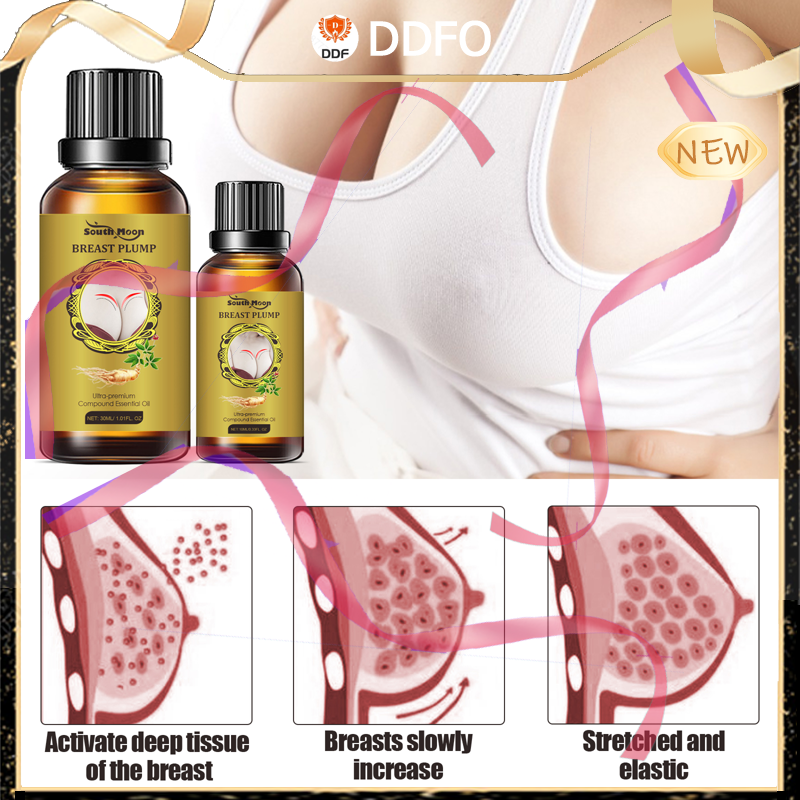 DDF
DDFO
NEW
South Moon
BREAST PLUMP
Ultra-premium
Compound Essential Oil
NET: 30ML/ 1.01FL. OZ
South Moon
BREAST PLUMP
Ultra-premium
Compound Essential Oil
Activate deep tissue
of the breast
Breasts slowly
increase
Stretched and
elastic